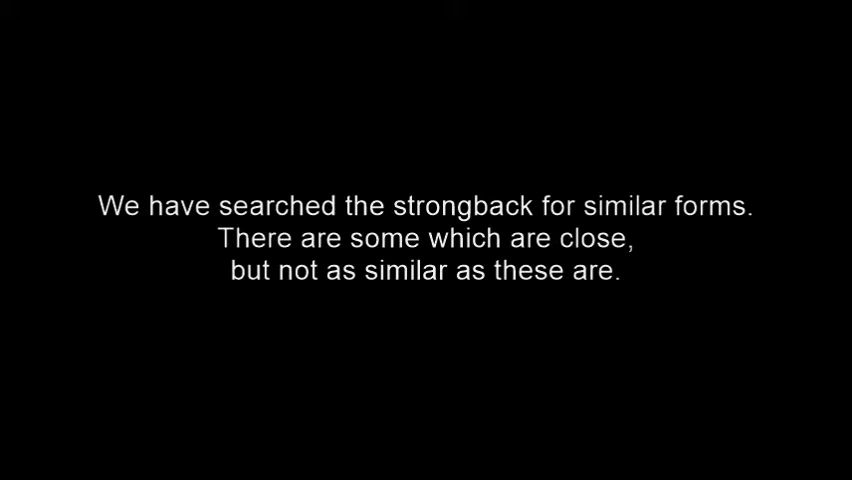 We have searched the strongback for similar forms.
There are some which are close,
but not as similar as these are.